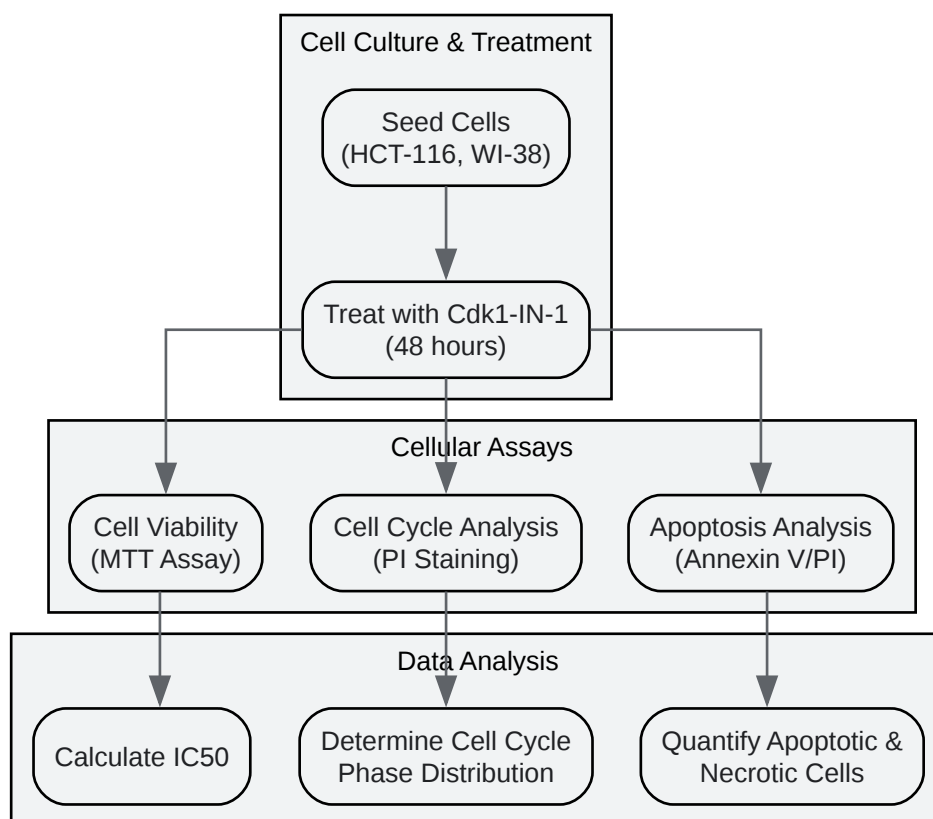 Cell Culture & Treatment
Seed Cells
(HCT-116, WI-38)
Treat with Cdk1-IN-1
(48 hours)
Cellular Assays
Cell Viability
(MTT Assay)
Cell Cycle Analysis
(PI Staining)
Apoptosis Analysis
(Annexin V/PI)
Data Analysis
Calculate IC50
Determine Cell Cycle
Phase Distribution
Quantify Apoptotic &
Necrotic Cells